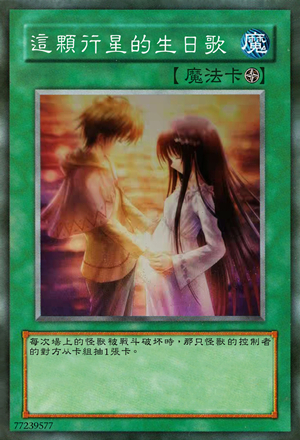 這顆行星的生日歌 魔
【魔法卡】
每次場上的怪獸被戰斗破坏時，那只怪獸的控制者
的對方从卡組抽1張卡。
77239577